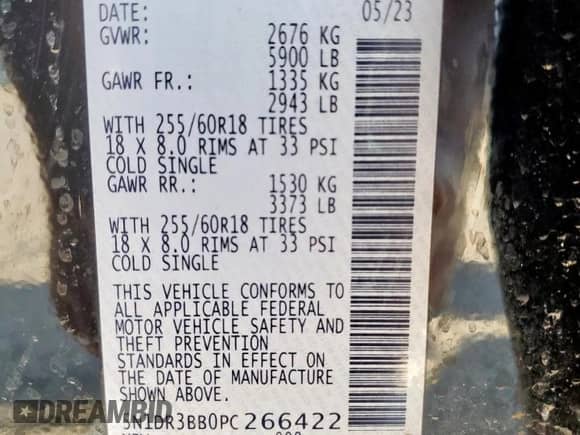 DATE: 05/23
GVWR: 2676 KG
5900 LB
GAWR FR.: 1335 KG
2943 LB
WITH 255/60R18 TIRES
18 X 8.0 RIMS AT 33 PSI
COLD SINGLE
GAWR RR.: 1530 KG
3373 LB
WITH 255/60R18 TIRES
18 X 8.0 RIMS AT 33 PSI
COLD SINGLE
THIS VEHICLE CONFORMS TO
ALL APPLICABLE FEDERAL
MOTOR VEHICLE SAFETY AND
THEFT PREVENTION
STANDARDS IN EFFECT ON
THE DATE OF MANUFACTURE
SHOWN ABOVE.
5N1DR3BB0PC266422
DREAMBID